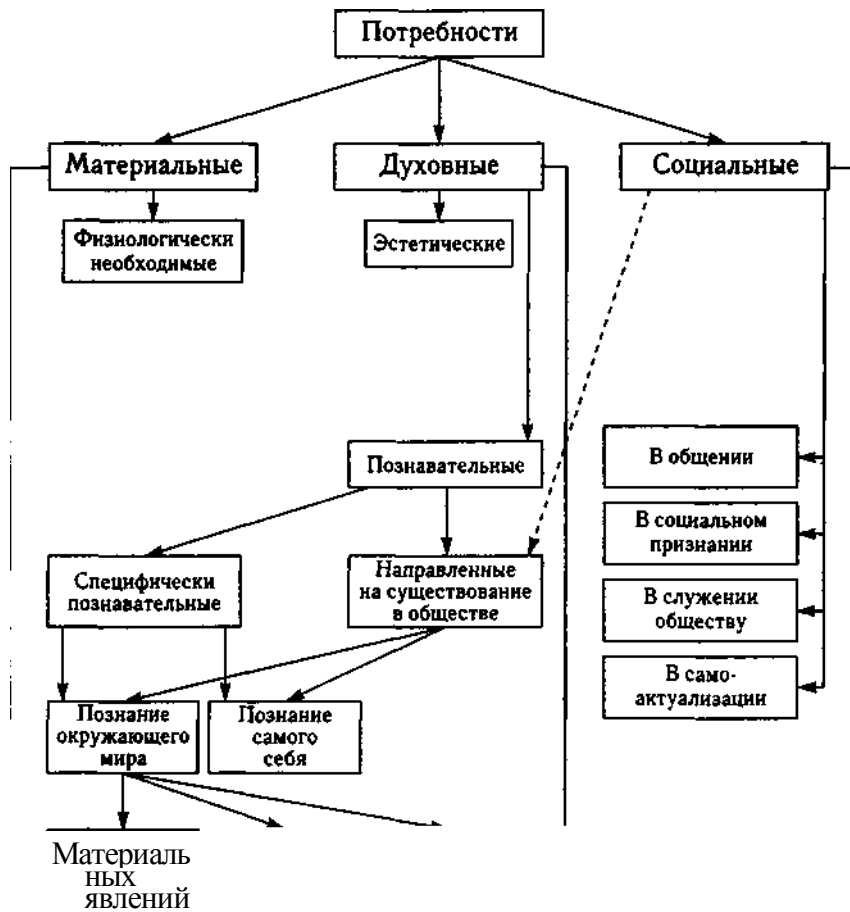 Потребности
Материальные
Духовные
Социальные
Физиологически
необходимые
Эстетические
Познавательные
В общении
В социальном
признании
Специфически
познавательные
Направленные
на существование
в обществе
В служении
обществу
В само-
актуализации
Познание
окружающего
мира
Познание
самого
себя
Материаль
ных
явлений